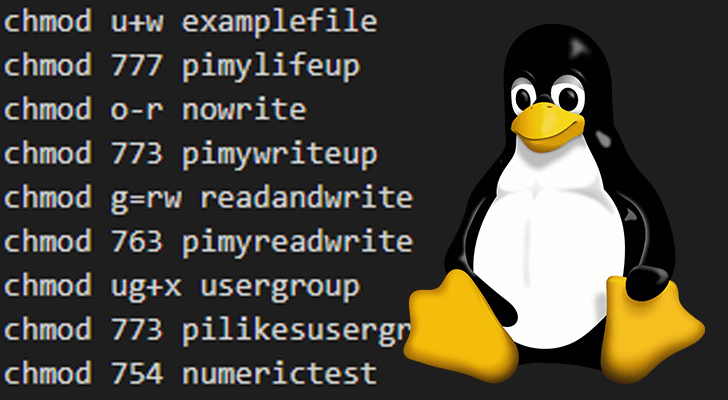 chmod u+w examplefile
chmod 777 pimylifeup
chmod o-r nowrite
chmod 773 pimywriteup
chmod g=rw readandwrite
chmod 763 pimyreadwrite
chmod ug+x usergroup
chmod 773 pilikesusergr
chmod 754 numerictest